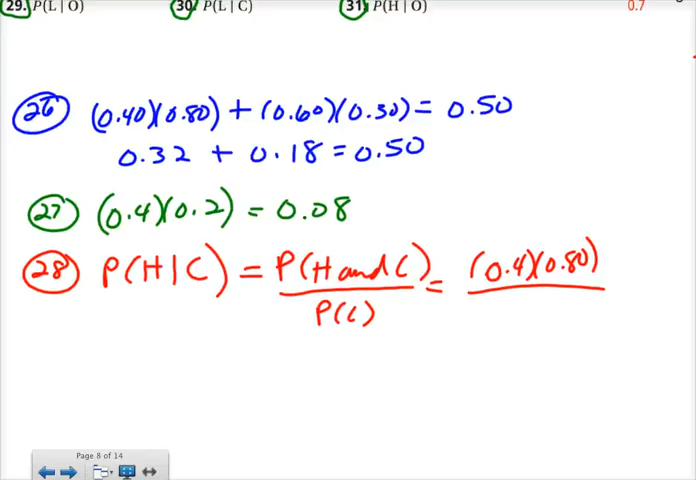 29. P(L | O) 30. P(L | C) 31. P(H | O) 0.7
26 (0.40)(0.80) + (0.60)(0.30) = 0.50
0.32 + 0.18 = 0.50
27 (0.4)(0.2) = 0.08
28 P(H|C) = P(H and C) = (0.4)(0.80)
P(C)
Page 8 of 14